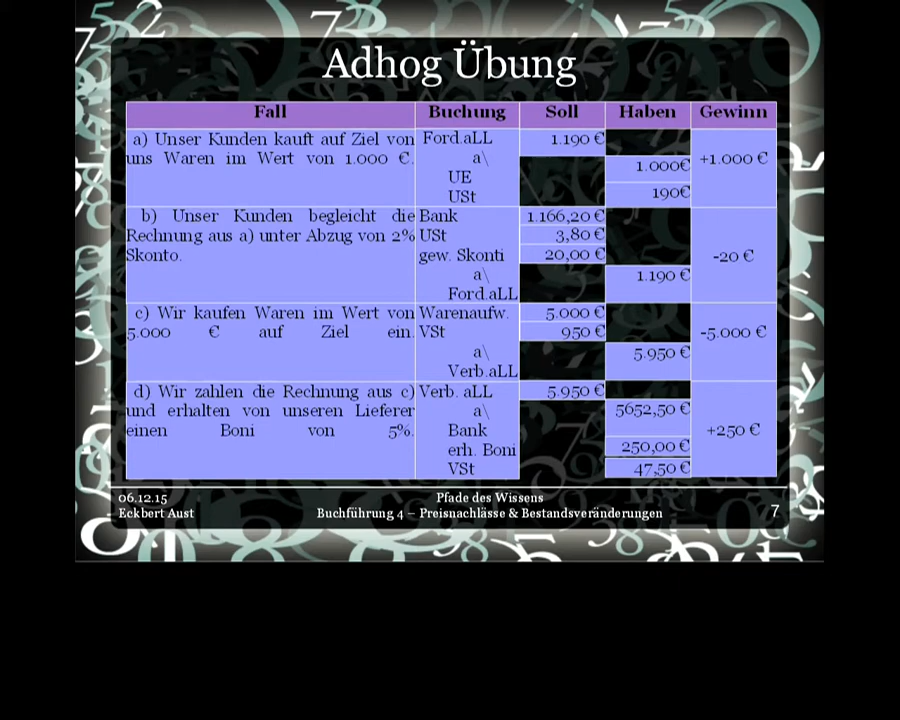 Adhog Übung
Fall Buchung Soll Haben Gewinn
a) Unser Kunden kauft auf Ziel von
uns Waren im Wert von 1.000 €.
Ford.aLL 1.190 €
a\ 1.000€
UE
USt 190€
+1.000 €
b) Unser Kunden begleicht die
Rechnung aus a) unter Abzug von 2%
Skonto.
Bank 1.166,20 €
USt 3,80 €
gew. Skonti 20,00 €
a\ 1.190 €
Ford.aLL
-20 €
c) Wir kaufen Waren im Wert von
5.000 € auf Ziel ein.
Warenaufw. 5.000 €
VSt 950 €
a\ 5.950 €
Verb.aLL
-5.000 €
d) Wir zahlen die Rechnung aus c)
und erhalten von unseren Lieferer
einen Boni von 5%.
Verb. aLL 5.950 €
a\ 5652,50 €
Bank
erh. Boni 250,00 €
VSt 47,50 €
+250 €
06.12.15
Eckbert Aust
Pfade des Wissens
Buchführung 4 – Preisnachlässe & Bestandsveränderungen
7